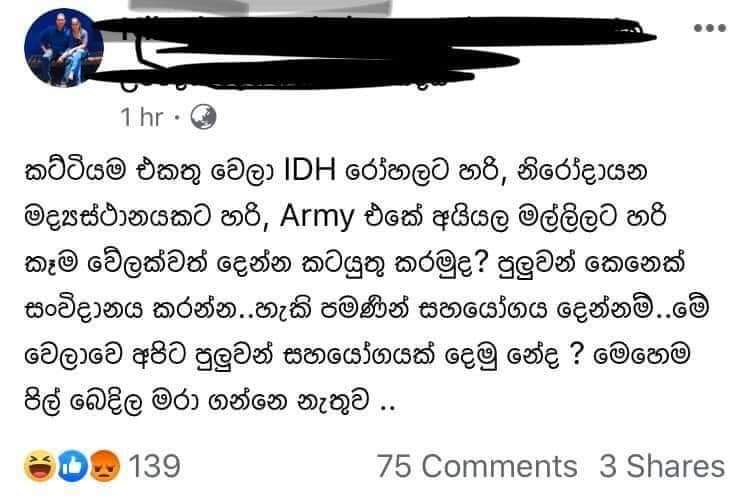 1 hr ·
කට්ටියම එකතු වෙලා IDH රෝහලට හරි, නිරෝදායන
මද්‍යස්ථානයකට හරි, Army එකේ අයියල මල්ලිලට හරි
කෑම වේලක්වත් දෙන්න කටයුතු කරමුද? පුලුවන් කෙනෙක්
සංවිදානය කරන්න..හැකි පමණින් සහයෝගය දෙන්නම්..මේ
වෙලාවෙ අපිට පුලුවන් සහයෝගයක් දෙමු නේද ? මෙහෙම
පිල් බෙදිල මරා ගන්නෙ නැතුව ..
139
75 Comments 3 Shares